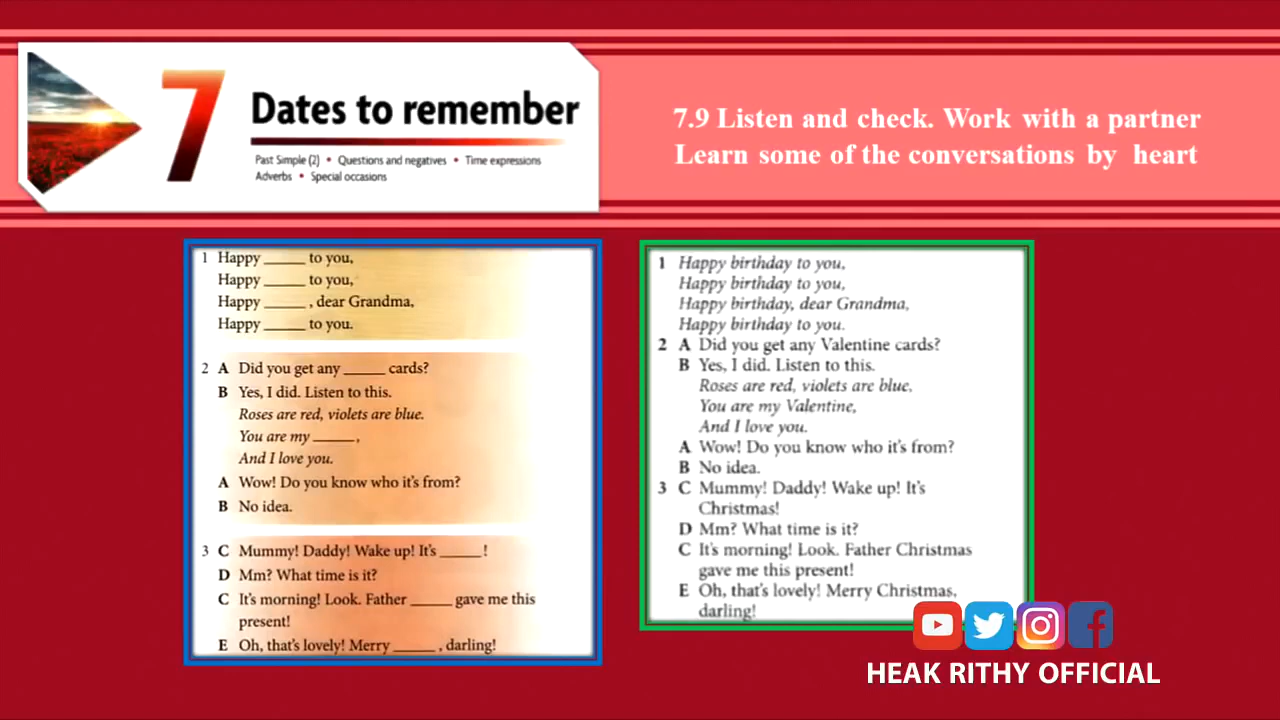 7 Dates to remember
Past Simple (2) • Questions and negatives • Time expressions
Adverbs • Special occasions
7.9 Listen and check. Work with a partner
Learn some of the conversations by heart
1 Happy _____ to you,
Happy _____ to you,
Happy _____ , dear Grandma,
Happy _____ to you.
2 A Did you get any _____ cards?
B Yes, I did. Listen to this.
Roses are red, violets are blue.
You are my _____ ,
And I love you.
A Wow! Do you know who it's from?
B No idea.
3 C Mummy! Daddy! Wake up! It's _____ !
D Mm? What time is it?
C It's morning! Look. Father _____ gave me this
present!
E Oh, that's lovely! Merry _____ , darling!
1 Happy birthday to you,
Happy birthday to you,
Happy birthday, dear Grandma,
Happy birthday to you.
2 A Did you get any Valentine cards?
B Yes, I did. Listen to this.
Roses are red, violets are blue,
You are my Valentine,
And I love you.
A Wow! Do you know who it's from?
B No idea.
3 C Mummy! Daddy! Wake up! It's
Christmas!
D Mm? What time is it?
C It's morning! Look. Father Christmas
gave me this present!
E Oh, that's lovely! Merry Christmas,
darling!
HEAK RITHY OFFICIAL